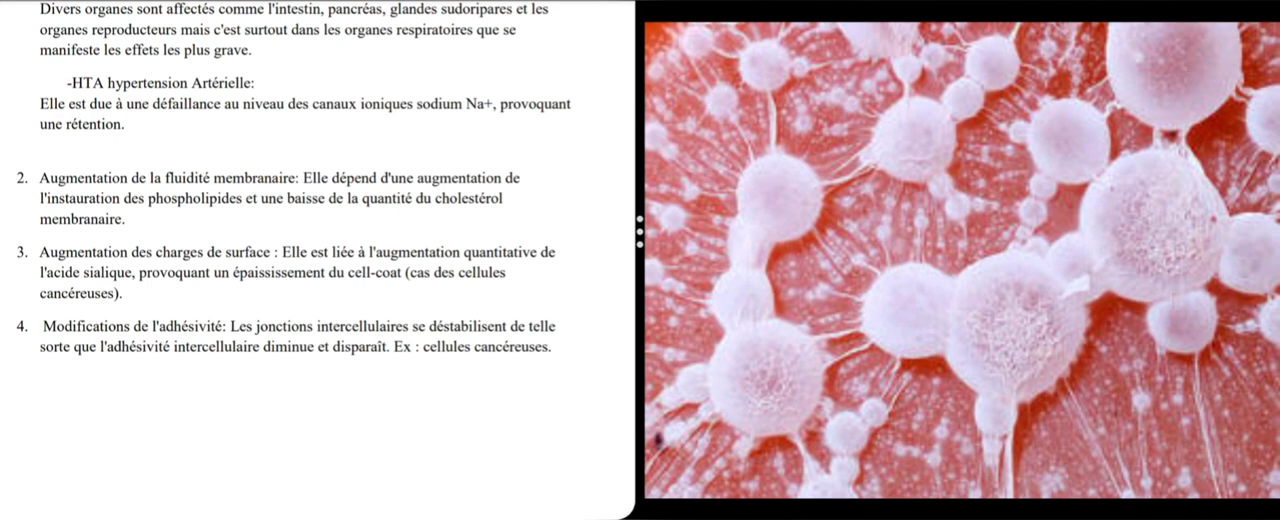 Divers organes sont affectés comme l'intestin, pancréas, glandes sudoripares et les
organes reproducteurs mais c'est surtout dans les organes respiratoires que se
manifeste les effets les plus grave.
-HTA hypertension Artérielle:
Elle est due à une défaillance au niveau des canaux ioniques sodium Na+, provoquant
une rétention.
2. Augmentation de la fluidité membranaire: Elle dépend d'une augmentation de
l'instauration des phospholipides et une baisse de la quantité du cholestérol
membranaire.
3. Augmentation des charges de surface : Elle est liée à l'augmentation quantitative de
l'acide sialique, provoquant un épaississement du cell-coat (cas des cellules
cancéreuses).
4. Modifications de l'adhésivité: Les jonctions intercellulaires se déstabilisent de telle
sorte que l'adhésivité intercellulaire diminue et disparaît. Ex : cellules cancéreuses.